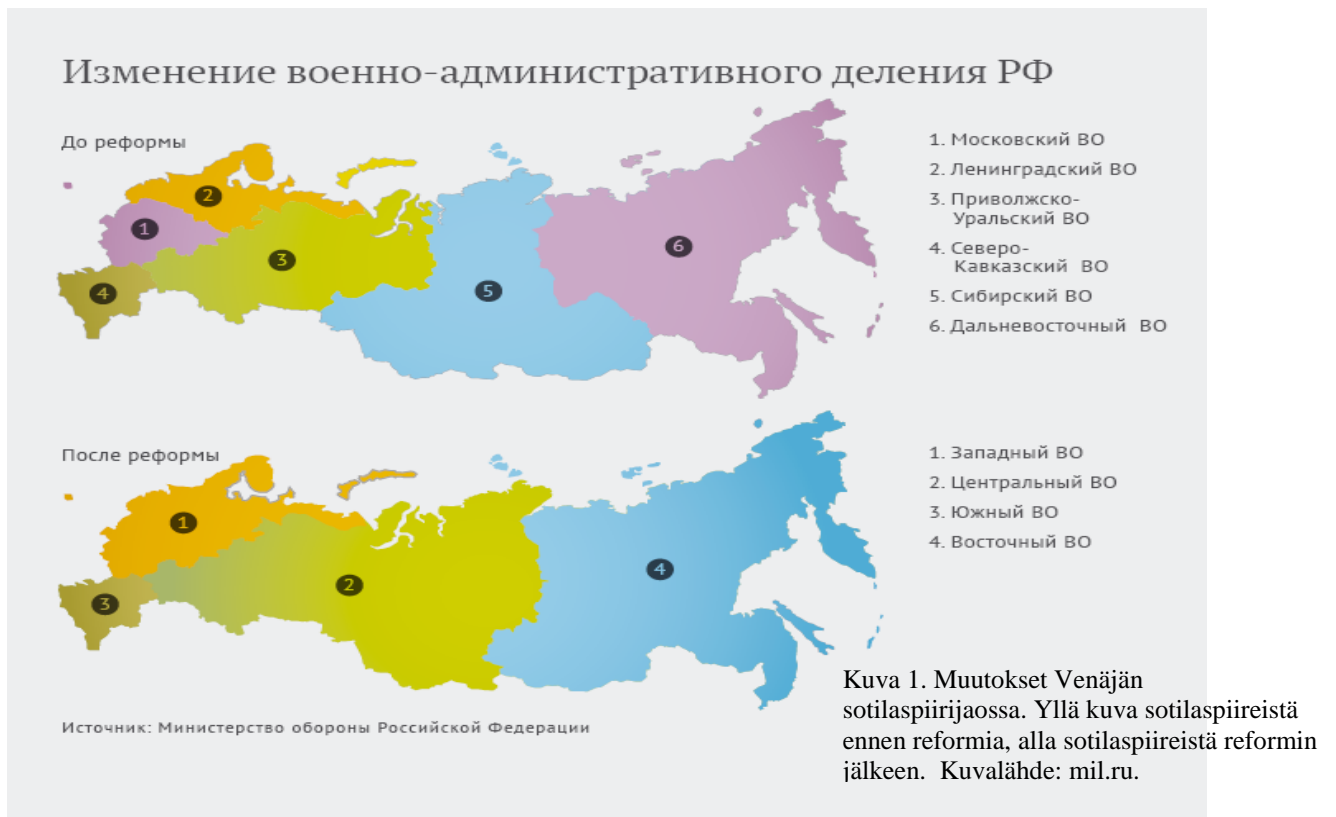 Изменение военно-административного деления РФ
До реформы
1. Московский ВО
2. Ленинградский ВО
3. Приволжско-
Уральский ВО
4. Северо-
Кавказский ВО
5. Сибирский ВО
6. Дальневосточный ВО
2
1
3
6
4
5
После реформы
1. Западный ВО
2. Центральный ВО
3. Южный ВО
4. Восточный ВО
1
4
2
3
Kuva 1. Muutokset Venäjän
sotilaspiirijaossa. Yllä kuva sotilaspiireistä
ennen reformia, alla sotilaspiireistä reformin
jälkeen. Kuvalähde: mil.ru.
Источник: Министерство обороны Российской Федерации